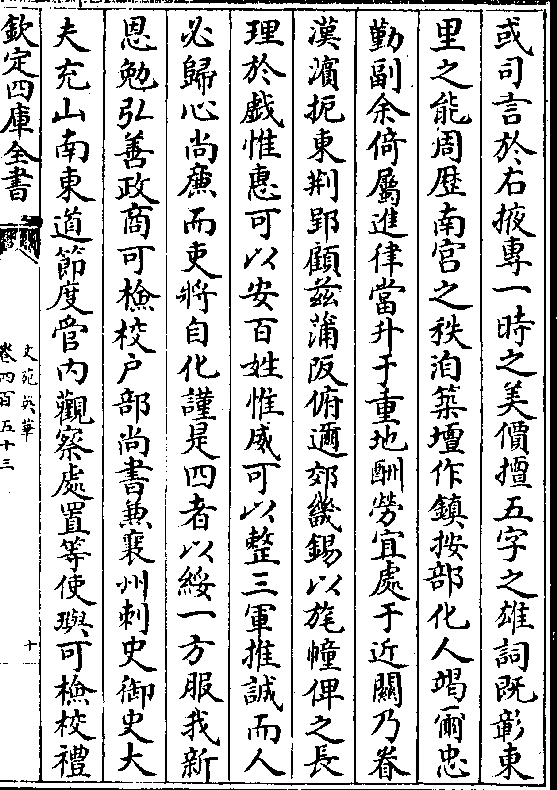 或司言於右掖專一時之美價擅五字之雄詞既彰東
里之能周歷南宮之秩洎築壇作鎮按部化人竭爾忠
勤副余倚屬進律當升于重地酬勞宜處于近關乃眷
漢濱扼東荆郢顧兹蒲阪俯邇郊畿錫以旄幢俾之長
理於戲惟惠可以安百姓惟威可以整三軍推誠而人
必歸心尚亷而吏將自化謹是四者以綏一方服我新
恩勉弘善政商可檢校户部尚書兼襄州刺史御史大
夫充山南東道節度管内觀察處置等使璵可檢校禮
欽定四庫全書
文苑英華
卷四百五十三
十